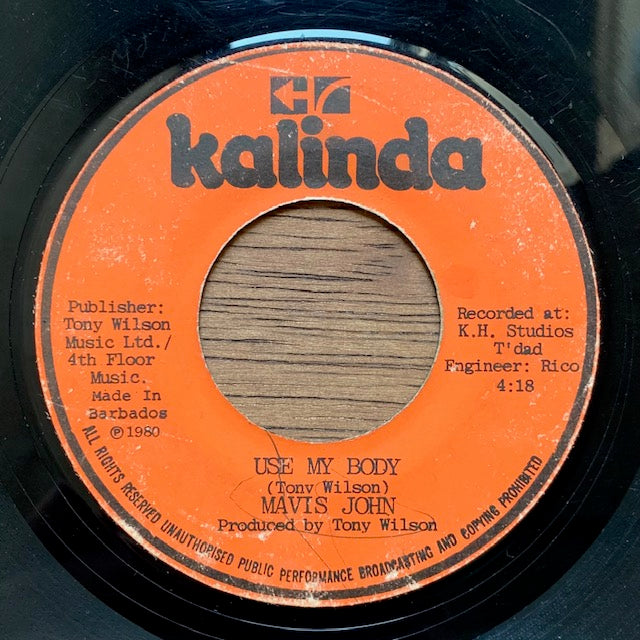 kalinda
Publisher:
Tony Wilson
Music Ltd./
4th Floor
Music.
Made In
Barbados
℗ 1980
Recorded at:
K.H. Studios
T'dad
Engineer: Rico
4:18
USE MY BODY
(Tony Wilson)
MAVIS JOHN
Produced by Tony Wilson
ALL RIGHTS RESERVED UNAUTHORISED PUBLIC PERFORMANCE BROADCASTING AND COPYING PROHIBITED